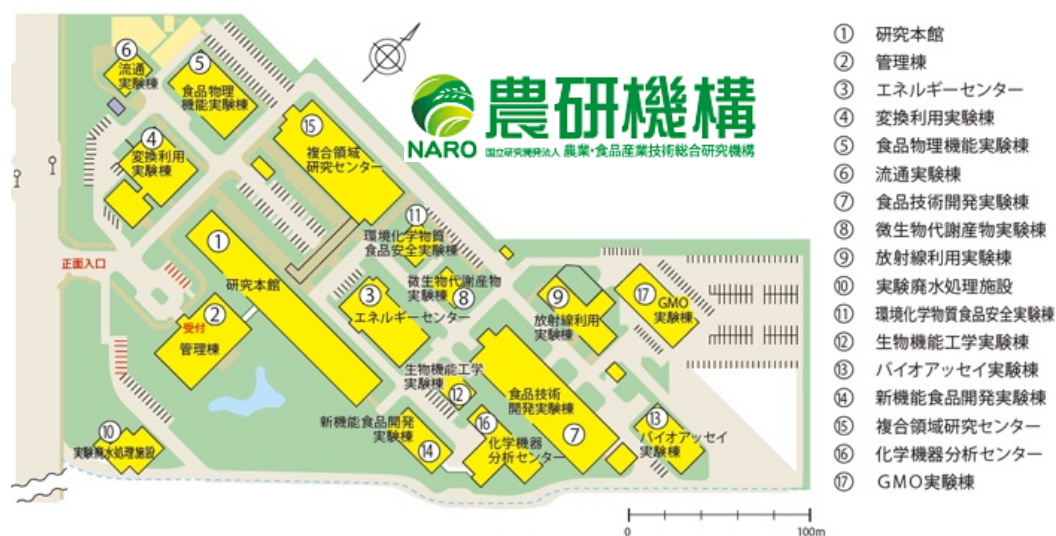 ⑥
流通
実験棟
⑤
食品物理
機能実験棟
④
変換利用
実験棟
⑮
複合領域
研究センター
NARO
農研機構
国立研究開発法人 農業・食品産業技術総合研究機構
⑪
環境化学物質
食品安全実験棟
正面入口
①
研究本館
微生物代謝産物
実験棟
⑧
③
エネルギーセンター
⑨
放射線利用
実験棟
⑰
GMO
実験棟
受付
②
管理棟
生物機能工学
実験棟
⑫
食品技術
開発実験棟
⑦
新機能食品開発
実験棟
⑭
⑯
化学機器
分析センター
⑬
バイオアッセイ
実験棟
⑩
実験廃水処理施設
0
100m
① 研究本館
② 管理棟
③ エネルギーセンター
④ 変換利用実験棟
⑤ 食品物理機能実験棟
⑥ 流通実験棟
⑦ 食品技術開発実験棟
⑧ 微生物代謝産物実験棟
⑨ 放射線利用実験棟
⑩ 実験廃水処理施設
⑪ 環境化学物質食品安全実験棟
⑫ 生物機能工学実験棟
⑬ バイオアッセイ実験棟
⑭ 新機能食品開発実験棟
⑮ 複合領域研究センター
⑯ 化学機器分析センター
⑰ GMO実験棟